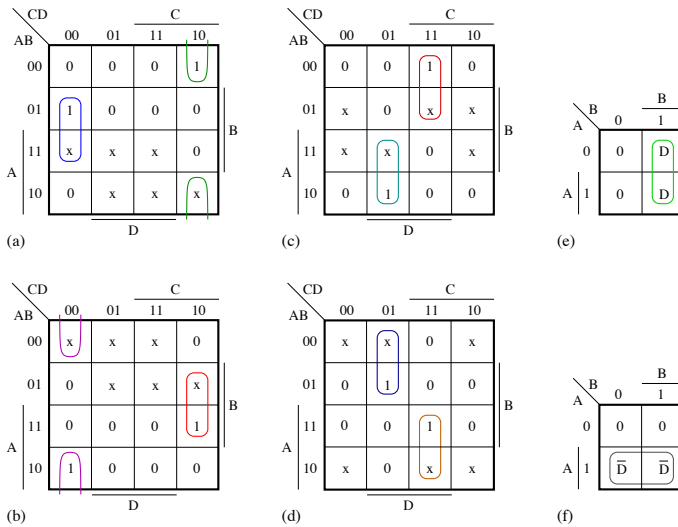 CD C
AB 00 01 11 10
00 0 0 0 1
01 1 0 0 0
B
11 x x x 0
A
10 0 x x x
D
(a)
CD C
AB 00 01 11 10
00 0 0 1 0
01 x 0 x x
B
11 x x 0 x
A
10 0 1 0 0
D
(c)
B B
A 0 1
0 0 D
A 1 0 D
(e)
CD C
AB 00 01 11 10
00 x x x 0
01 0 x x x
B
11 0 0 0 1
A
10 1 0 0 0
D
(b)
CD C
AB 00 01 11 10
00 x x 0 x
01 0 1 0 0
B
11 0 0 1 0
A
10 x 0 x x
D
(d)
B B
A 0 1
0 0 0
A 1 D̅ D̅
(f)